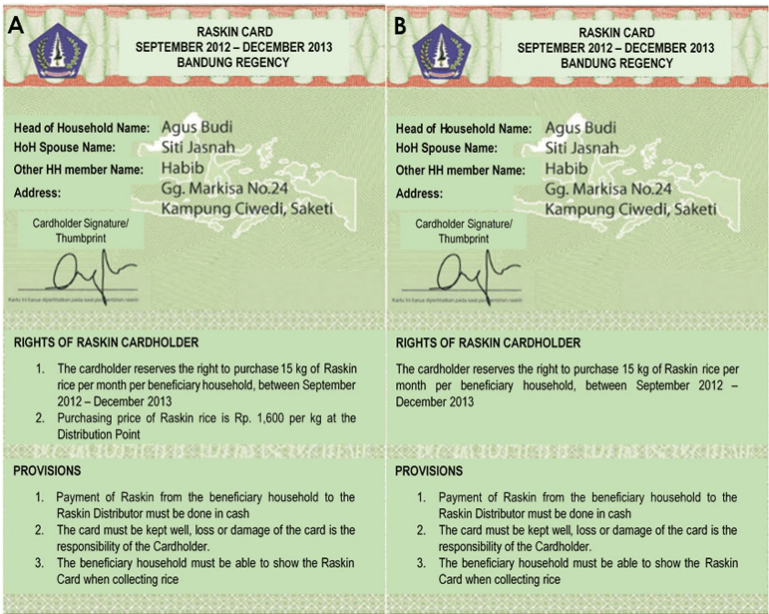 A
RASKIN CARD
SEPTEMBER 2012 – DECEMBER 2013
BANDUNG REGENCY
Head of Household Name: Agus Budi
HoH Spouse Name: Siti Jasnah
Other HH member Name: Habib
Address: Gg. Markisa No.24
Kampung Ciwedi, Saketi
Cardholder Signature/
Thumbprint
RIGHTS OF RASKIN CARDHOLDER
1. The cardholder reserves the right to purchase 15 kg of Raskin
rice per month per beneficiary household, between September
2012 – December 2013
2. Purchasing price of Raskin rice is Rp. 1,600 per kg at the
Distribution Point
PROVISIONS
1. Payment of Raskin from the beneficiary household to the
Raskin Distributor must be done in cash
2. The card must be kept well, loss or damage of the card is the
responsibility of the Cardholder.
3. The beneficiary household must be able to show the Raskin
Card when collecting rice
B
RASKIN CARD
SEPTEMBER 2012 – DECEMBER 2013
BANDUNG REGENCY
Head of Household Name: Agus Budi
HoH Spouse Name: Siti Jasnah
Other HH member Name: Habib
Address: Gg. Markisa No.24
Kampung Ciwedi, Saketi
Cardholder Signature/
Thumbprint
RIGHTS OF RASKIN CARDHOLDER
The cardholder reserves the right to purchase 15 kg of Raskin rice per
month per beneficiary household, between September 2012 –
December 2013
PROVISIONS
1. Payment of Raskin from the beneficiary household to the
Raskin Distributor must be done in cash
2. The card must be kept well, loss or damage of the card is the
responsibility of the Cardholder.
3. The beneficiary household must be able to show the Raskin
Card when collecting rice